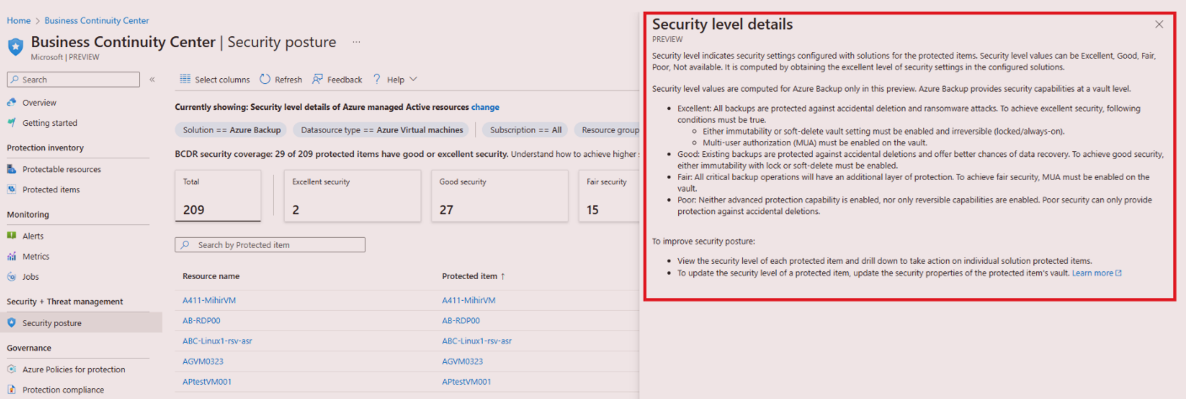 Home > Business Continuity Center
Business Continuity Center | Security posture ...
Microsoft | PREVIEW
Search
Overview
Getting started
Protection inventory
Protectable resources
Protected items
Monitoring
Alerts
Metrics
Jobs
Security + Threat management
Security posture
Governance
Azure Policies for protection
Protection compliance
Select columns Refresh Feedback ? Help
Currently showing: Security level details of Azure managed Active resources change
Solution == Azure Backup Datasource type == Azure Virtual machines Subscription == All Resource group
BCDR security coverage: 29 of 209 protected items have good or excellent security. Understand how to achieve higher
Total Excellent security Good security Fair security
209 2 27 15
Search by Protected item
Resource name Protected item ↑
A411-MihirVM A411-MihirVM
AB-RDP00 AB-RDP00
ABC-Linux1-rsv-asr ABC-Linux1-rsv-asr
AGVM0323 AGVM0323
APtestVM001 APtestVM001
Security level details
PREVIEW
Security level indicates security settings configured with solutions for the protected items. Security level values can be Excellent, Good, Fair,
Poor, Not available. It is computed by obtaining the excellent level of security settings in the configured solutions.
Security level values are computed for Azure Backup only in this preview. Azure Backup provides security capabilities at a vault level.
• Excellent: All backups are protected against accidental deletion and ransomware attacks. To achieve excellent security, following
conditions must be true.
○ Either immutability or soft-delete vault setting must be enabled and irreversible (locked/always-on).
○ Multi-user authorization (MUA) must be enabled on the vault.
• Good: Existing backups are protected against accidental deletions and offer better chances of data recovery. To achieve good security,
either immutability with lock or soft-delete must be enabled.
• Fair: All critical backup operations will have an additional layer of protection. To achieve fair security, MUA must be enabled on the
vault.
• Poor: Neither advanced protection capability is enabled, nor only reversible capabilities are enabled. Poor security can only provide
protection against accidental deletions.
To improve security posture:
• View the security level of each protected item and drill down to take action on individual solution protected items.
• To update the security level of a protected item, update the security properties of the protected item's vault. Learn more